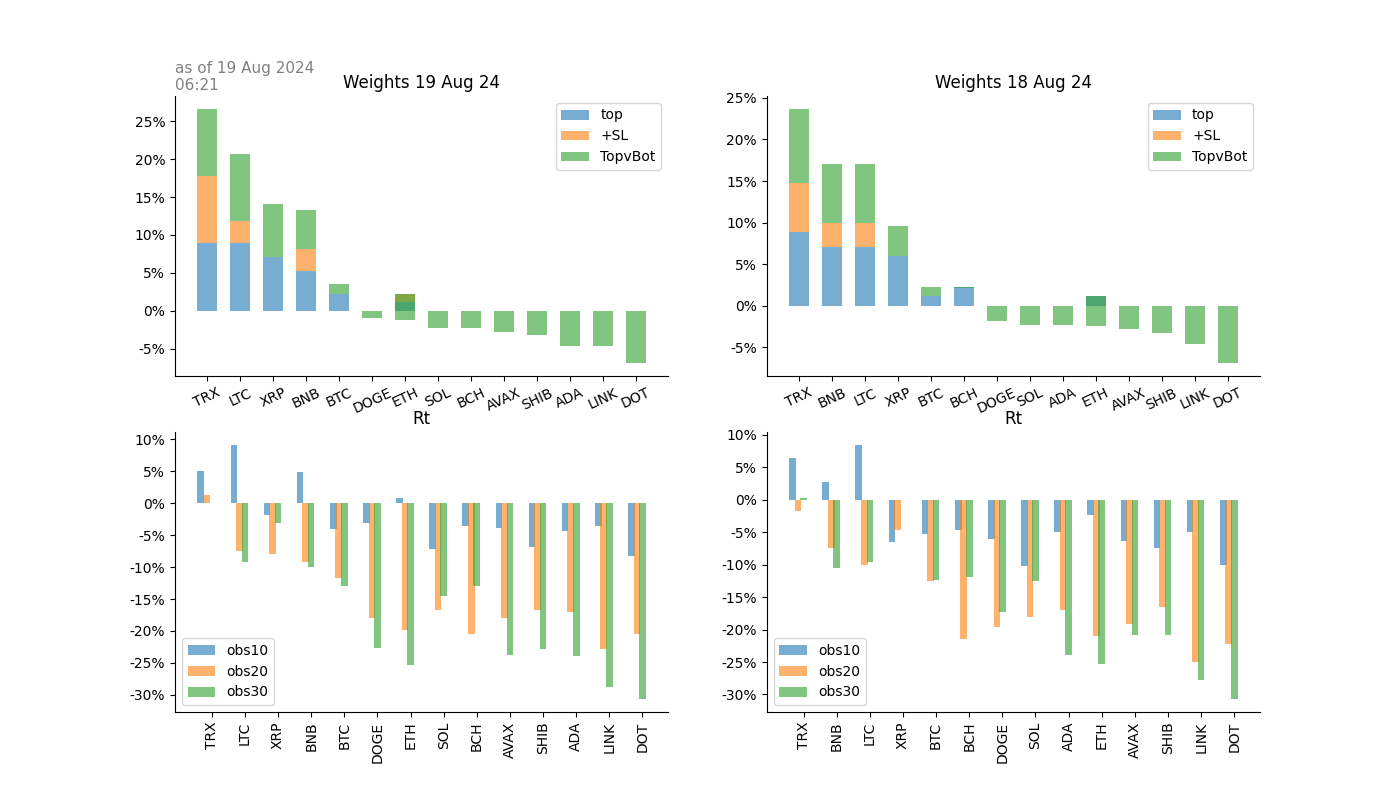 as of 19 Aug 2024
06:21
Weights 19 Aug 24
25%
20%
15%
10%
5%
0%
-5%
top
+SL
TopvBot
TRX LTC XRP BNB BTC DOGE ETH SOL BCH AVAX SHIB ADA LINK DOT
Weights 18 Aug 24
25%
20%
15%
10%
5%
0%
-5%
top
+SL
TopvBot
TRX BNB LTC XRP BTC BCH DOGE SOL ADA ETH AVAX SHIB LINK DOT
Rt
10%
5%
0%
-5%
-10%
-15%
-20%
-25%
-30%
obs10
obs20
obs30
TRX LTC XRP BNB BTC DOGE ETH SOL BCH AVAX SHIB ADA LINK DOT
Rt
10%
5%
0%
-5%
-10%
-15%
-20%
-25%
-30%
obs10
obs20
obs30
TRX BNB LTC XRP BTC BCH DOGE SOL ADA ETH AVAX SHIB LINK DOT